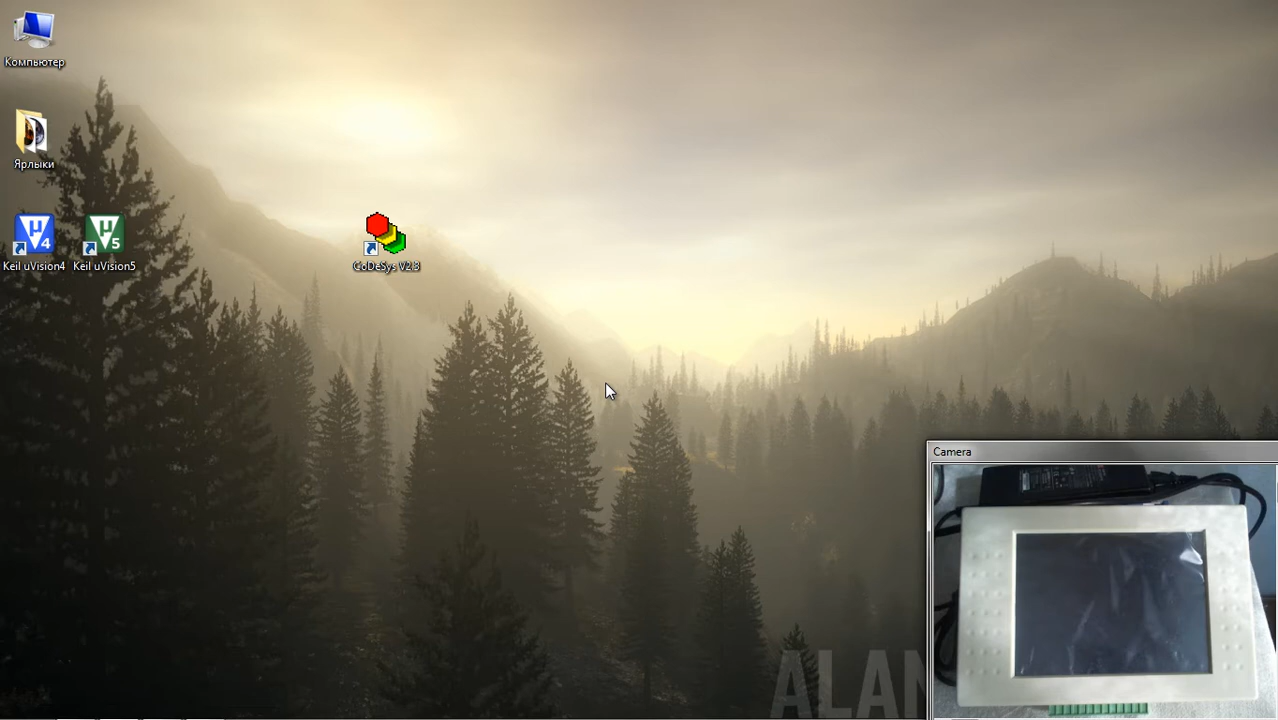 Компьютер
Ярлыки
Keil uVision4
Keil uVision5
CoDeSys V2.3
Camera
ALAN